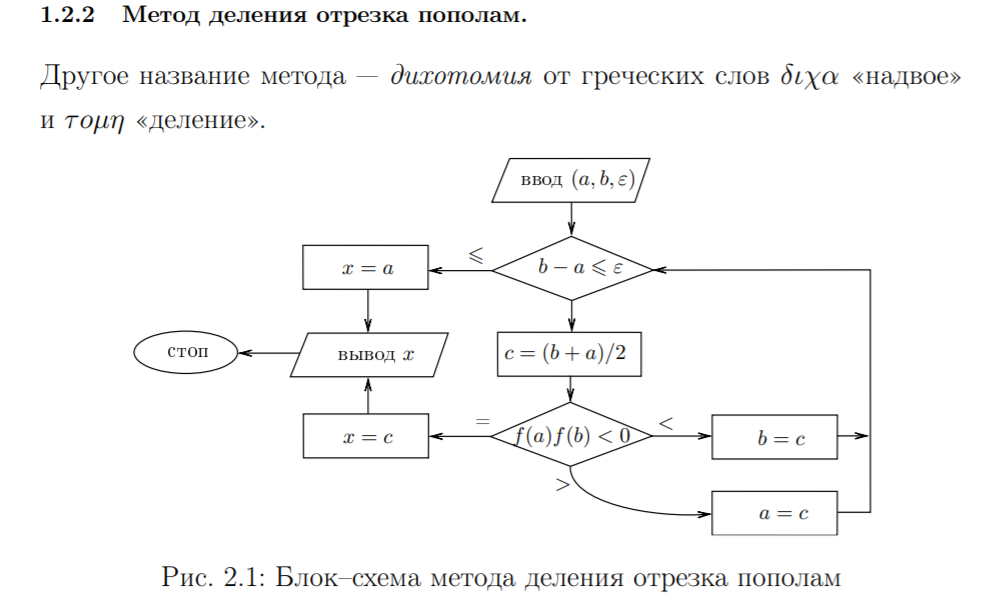 1.2.2 Метод деления отрезка пополам.
Другое название метода — дихотомия от греческих слов διχα «надвое»
и τομη «деление».
ввод (a, b, ε)
⩽
x = a
b − a ⩽ ε
стоп
вывод x
c = (b + a)/2
=
<
x = c
f(a)f(b) < 0
b = c
>
a = c
Рис. 2.1: Блок–схема метода деления отрезка пополам